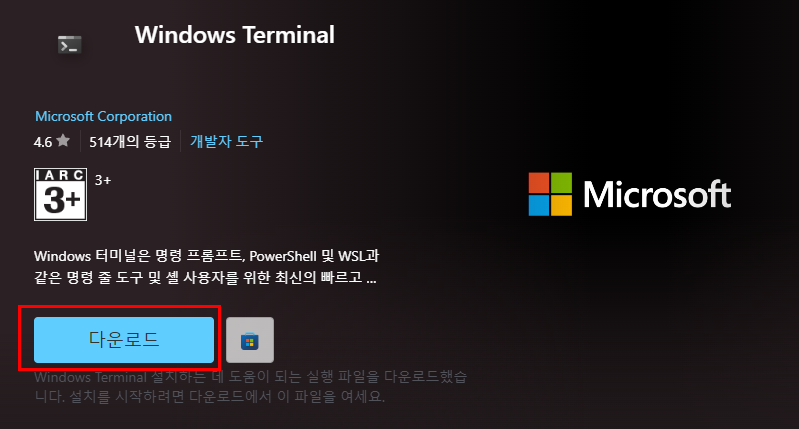 Windows Terminal
Microsoft Corporation
4.6 514개의 등급 개발자 도구
IARC
3+
3+
Microsoft
Windows 터미널은 명령 프롬프트, PowerShell 및 WSL과
같은 명령 줄 도구 및 셸 사용자를 위한 최신의 빠르고 ...
다운로드
Windows Terminal 설치하는 데 도움이 되는 실행 파일을 다운로드했습
니다. 설치를 시작하려면 다운로드에서 이 파일을 여세요.